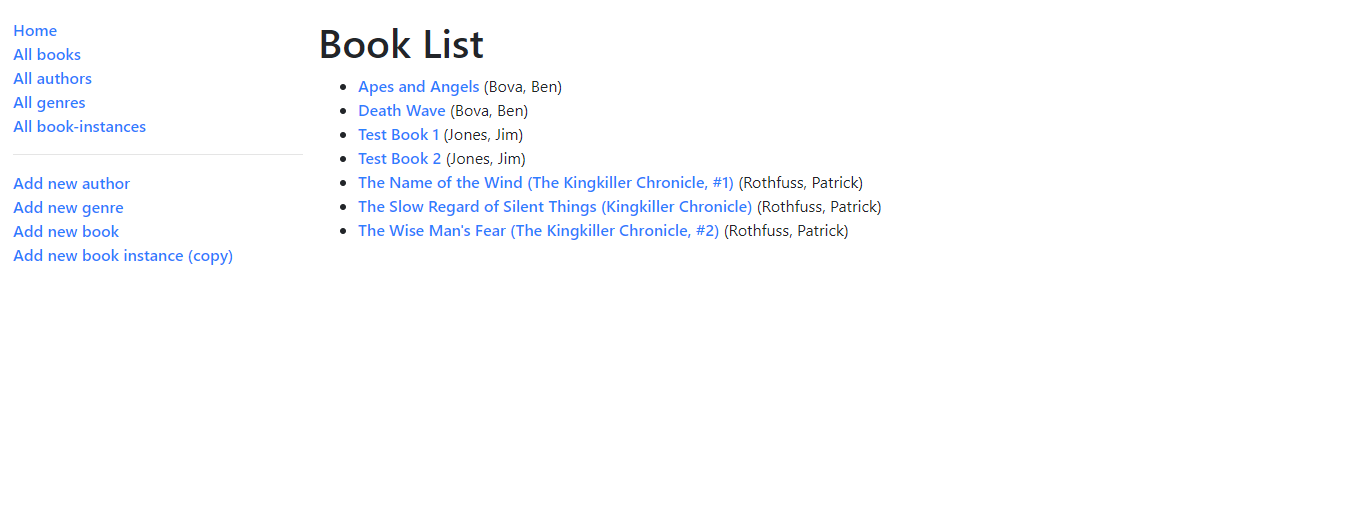 Home
All books
All authors
All genres
All book-instances
Add new author
Add new genre
Add new book
Add new book instance (copy)
Book List
Apes and Angels (Bova, Ben)
Death Wave (Bova, Ben)
Test Book 1 (Jones, Jim)
Test Book 2 (Jones, Jim)
The Name of the Wind (The Kingkiller Chronicle, #1) (Rothfuss, Patrick)
The Slow Regard of Silent Things (Kingkiller Chronicle) (Rothfuss, Patrick)
The Wise Man's Fear (The Kingkiller Chronicle, #2) (Rothfuss, Patrick)